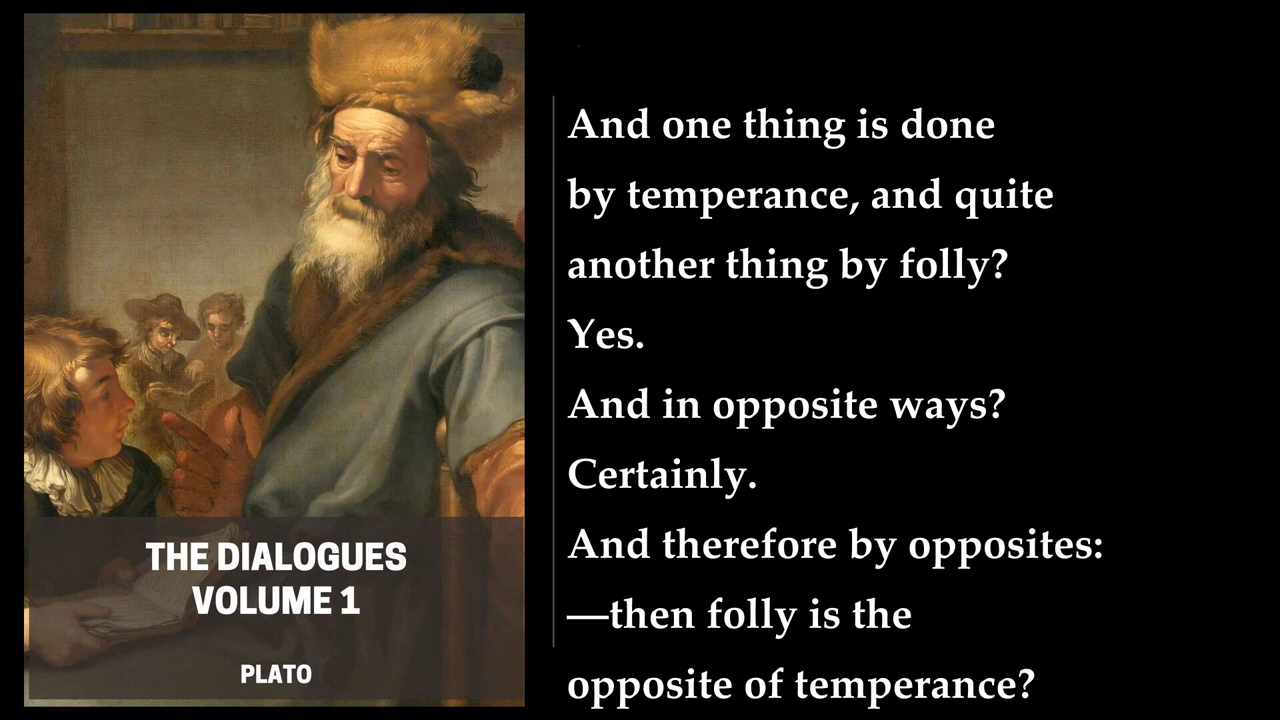 THE DIALOGUES
VOLUME 1
PLATO
And one thing is done
by temperance, and quite
another thing by folly?
Yes.
And in opposite ways?
Certainly.
And therefore by opposites:
—then folly is the
opposite of temperance?